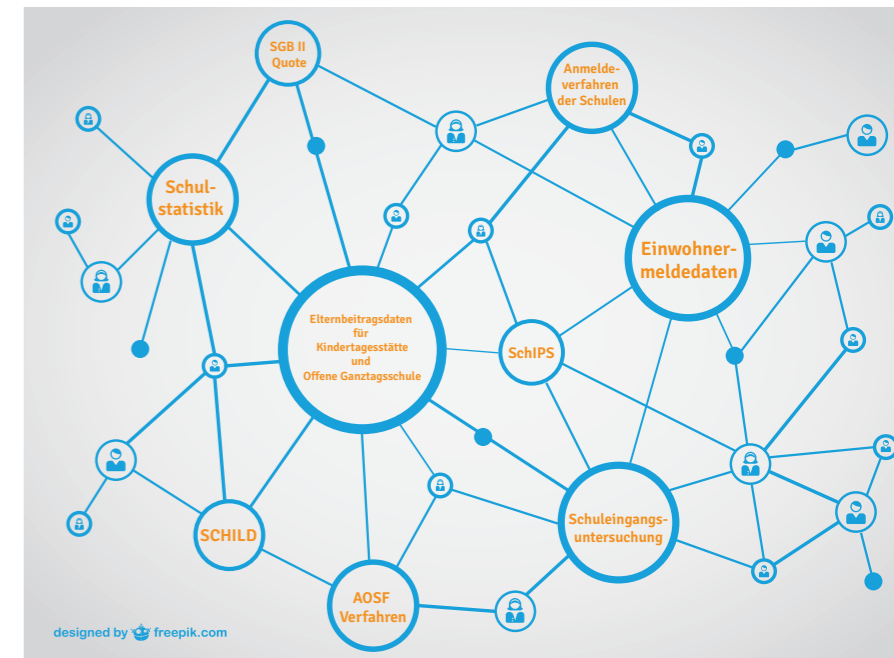 SGB II
Quote
Anmelde-
verfahren
der Schulen
Schul-
statistik
Einwohner-
meldedaten
Elternbeitragsdaten
für
Kindertagesstätte
und
Offene Ganztagsschule
SchIPS
SCHILD
Schuleingangs-
untersuchung
AOSF
Verfahren
designed by freepik.com